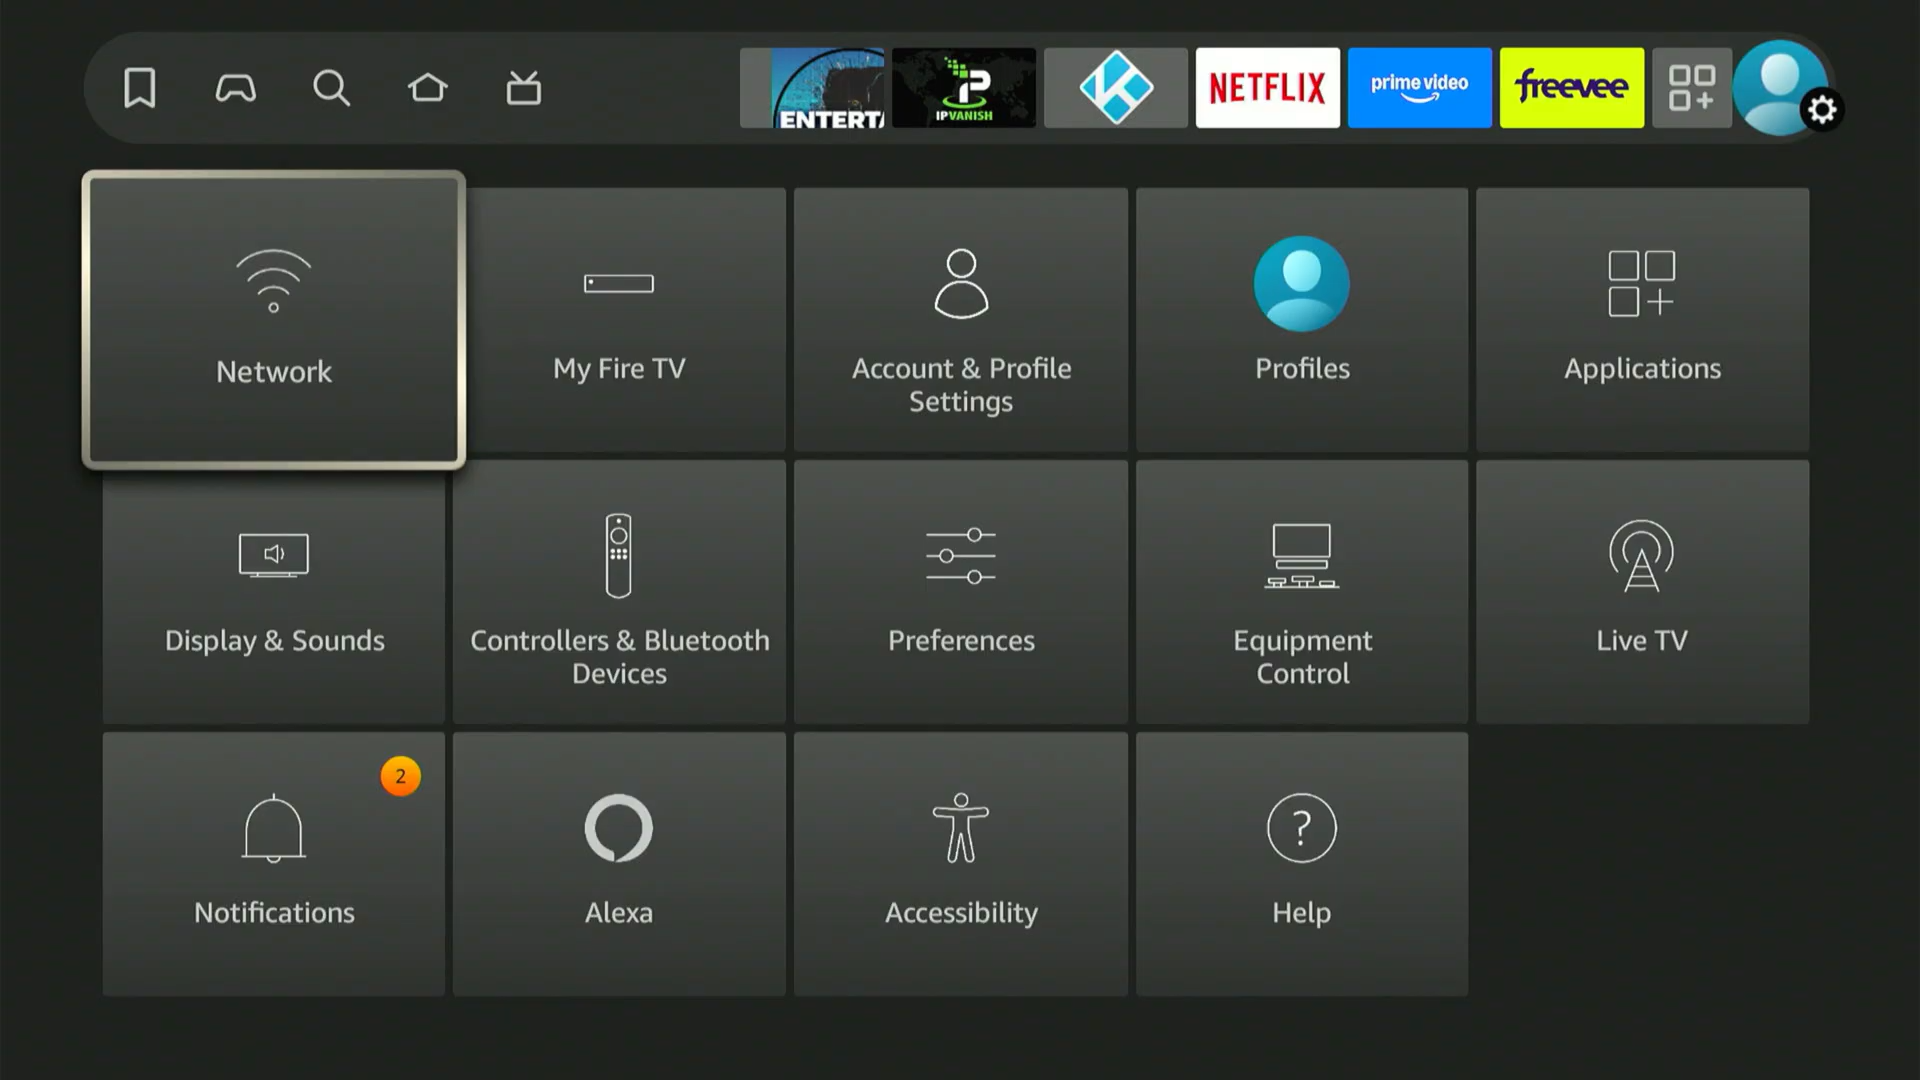 ENTERTA
IPVANISH
NETFLIX
prime video
freevee
Network
My Fire TV
Account & Profile
Settings
Profiles
Applications
Display & Sounds
Controllers & Bluetooth
Devices
Preferences
Equipment
Control
Live TV
2
Notifications
Alexa
Accessibility
?
Help